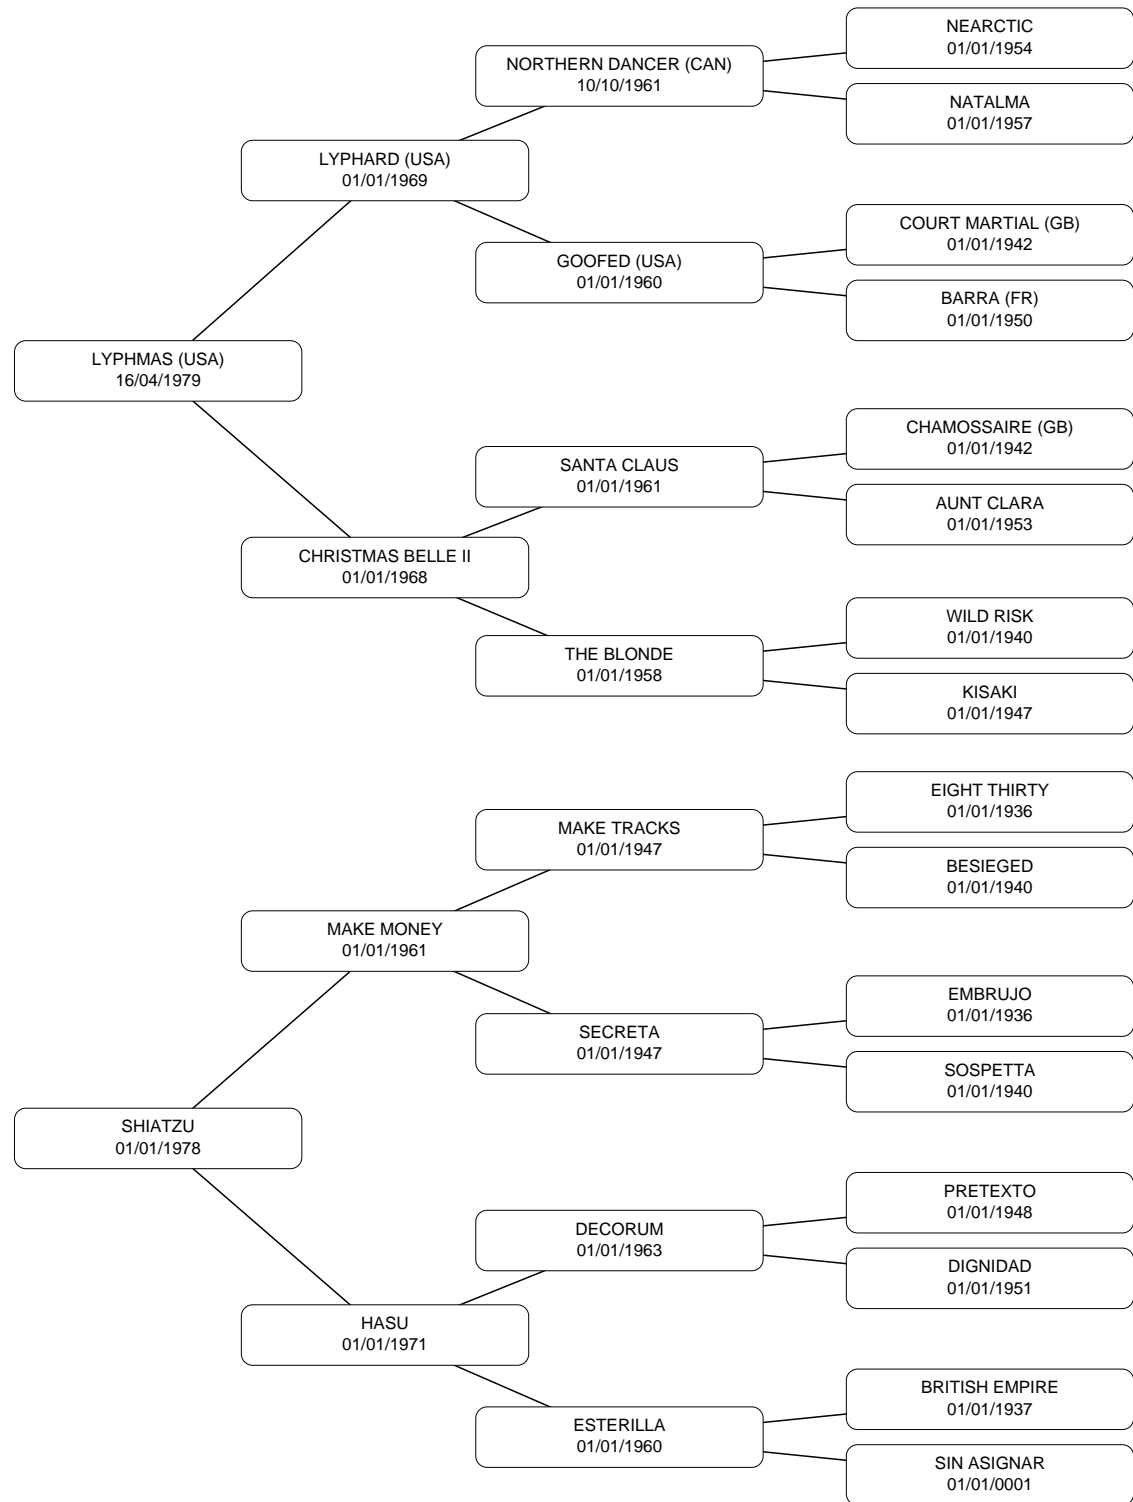 NEARCTIC
01/01/1954
NORTHERN DANCER (CAN)
10/10/1961
NATALMA
01/01/1957
LYPHARD (USA)
01/01/1969
COURT MARTIAL (GB)
01/01/1942
GOOFED (USA)
01/01/1960
BARRA (FR)
01/01/1950
LYPHMAS (USA)
16/04/1979
CHAMOSSAIRE (GB)
01/01/1942
SANTA CLAUS
01/01/1961
AUNT CLARA
01/01/1953
CHRISTMAS BELLE II
01/01/1968
WILD RISK
01/01/1940
THE BLONDE
01/01/1958
KISAKI
01/01/1947
EIGHT THIRTY
01/01/1936
MAKE TRACKS
01/01/1947
BESIEGED
01/01/1940
MAKE MONEY
01/01/1961
EMBRUJO
01/01/1936
SECRETA
01/01/1947
SOSPETTA
01/01/1940
SHIATZU
01/01/1978
PRETEXTO
01/01/1948
DECORUM
01/01/1963
DIGNIDAD
01/01/1951
HASU
01/01/1971
BRITISH EMPIRE
01/01/1937
ESTERILLA
01/01/1960
SIN ASIGNAR
01/01/0001